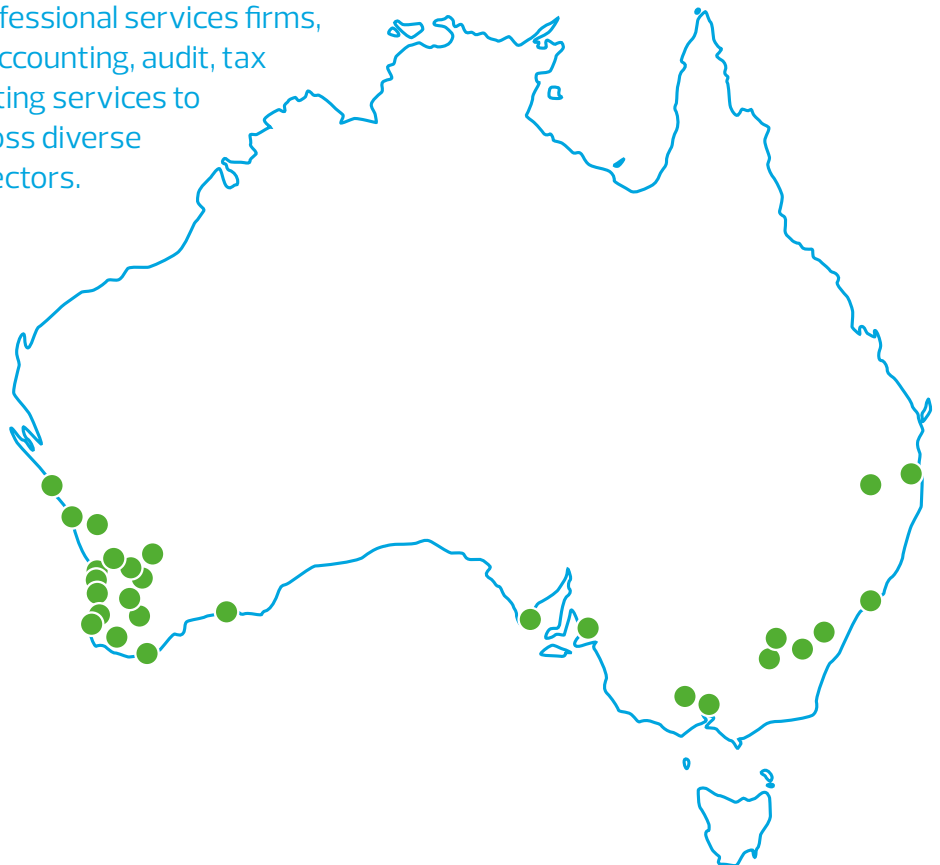 fessional services firms,
ccounting, audit, tax
ting services to
oss diverse
ectors.